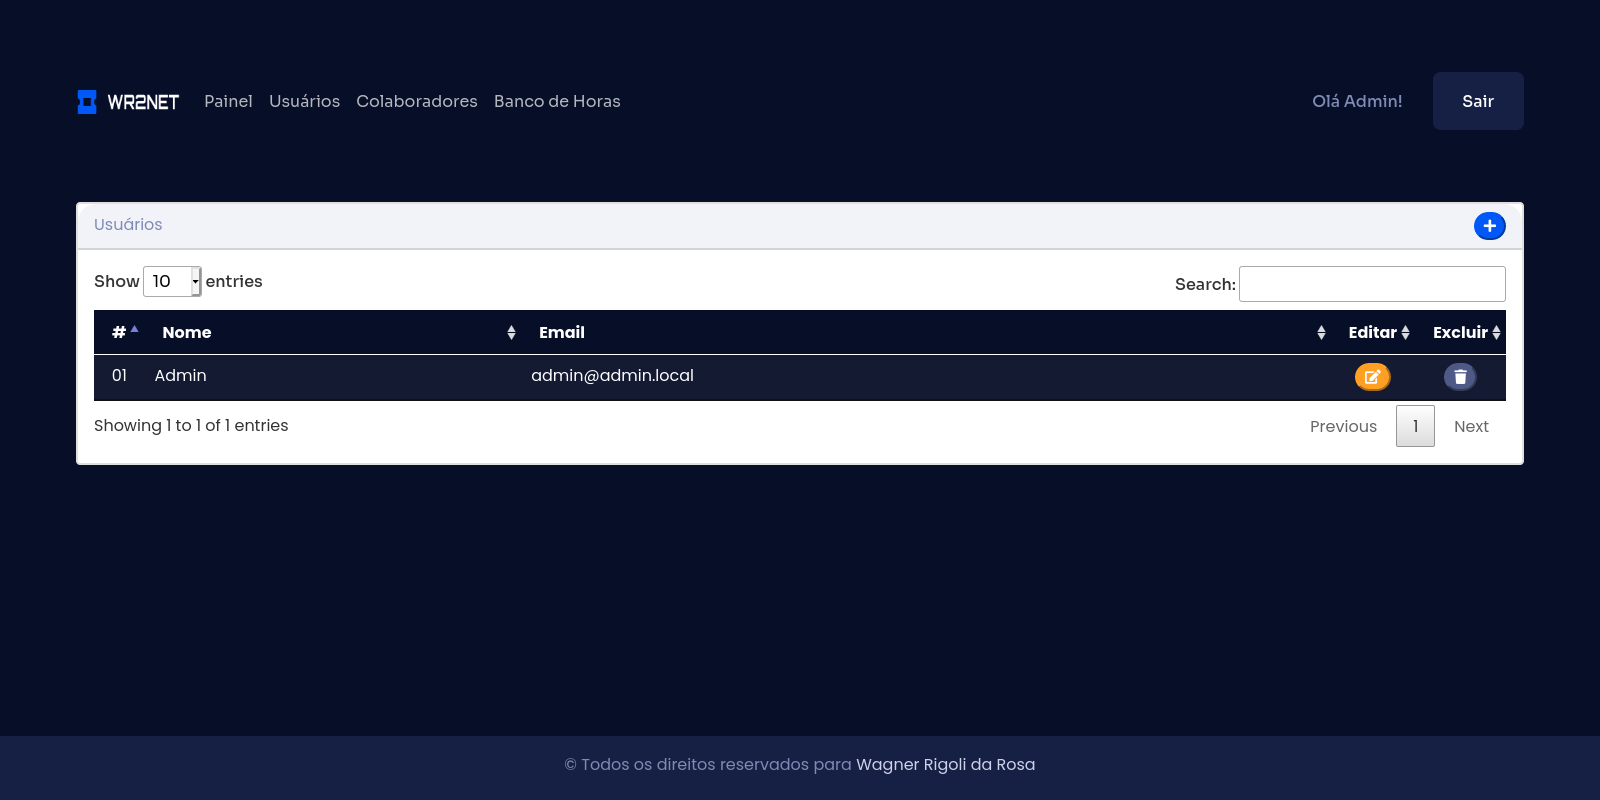 WR2NET Painel Usuários Colaboradores Banco de Horas Olá Admin! Sair
Usuários
Show 10 entries Search:
# Nome Email Editar Excluir
01 Admin admin@admin.local
Showing 1 to 1 of 1 entries Previous 1 Next
© Todos os direitos reservados para Wagner Rigoli da Rosa